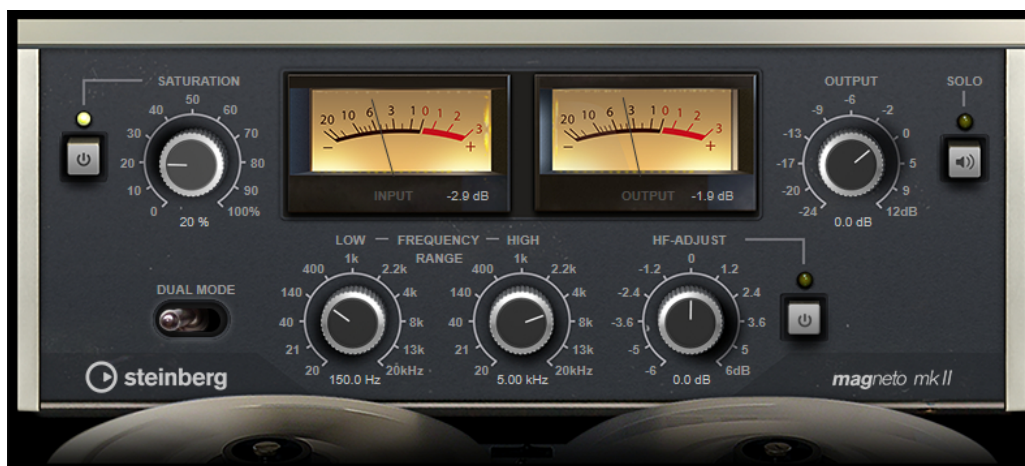 SATURATION
0 10 20 30 40 50 60 70 80 90 100%
20 %
20 10 6 3 1 0 1 2 3
- +
INPUT -2.9 dB
20 10 6 3 1 0 1 2 3
- +
OUTPUT -1.9 dB
OUTPUT
-24 -20 -17 -13 -9 -6 -2 0 5 9 12dB
0.0 dB
SOLO
DUAL MODE
LOW — FREQUENCY — HIGH
RANGE
20 21 40 140 400 1k 2.2k 4k 8k 13k 20kHz
150.0 Hz
20 21 40 140 400 1k 2.2k 4k 8k 13k 20kHz
5.00 kHz
HF-ADJUST
-6 -5 -3.6 -2.4 -1.2 0 1.2 2.4 3.6 5 6dB
0.0 dB
steinberg
magneto mkII